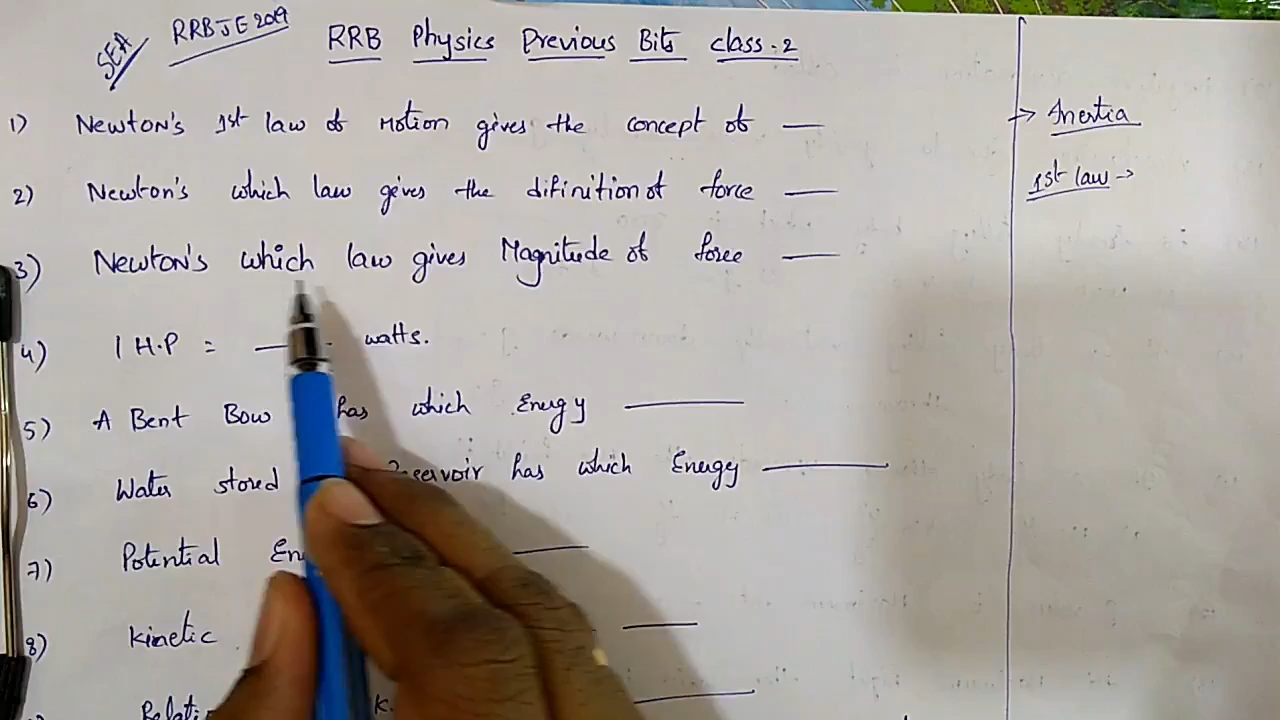 SEA RRB JE 2019 RRB Physics Previous Bits class-2
1) Newton's 1st law of Motion gives the concept of —
→ Inertia
2) Newton's which law gives the difinition of force —
1st law →
3) Newton's which law gives Magnitude of force —
4) 1 H.P = — watts.
5) A Bent Bow has which Energy —
6) Water stored Reservoir has which Energy —
7) Potential —
8) Kinetic —
K.